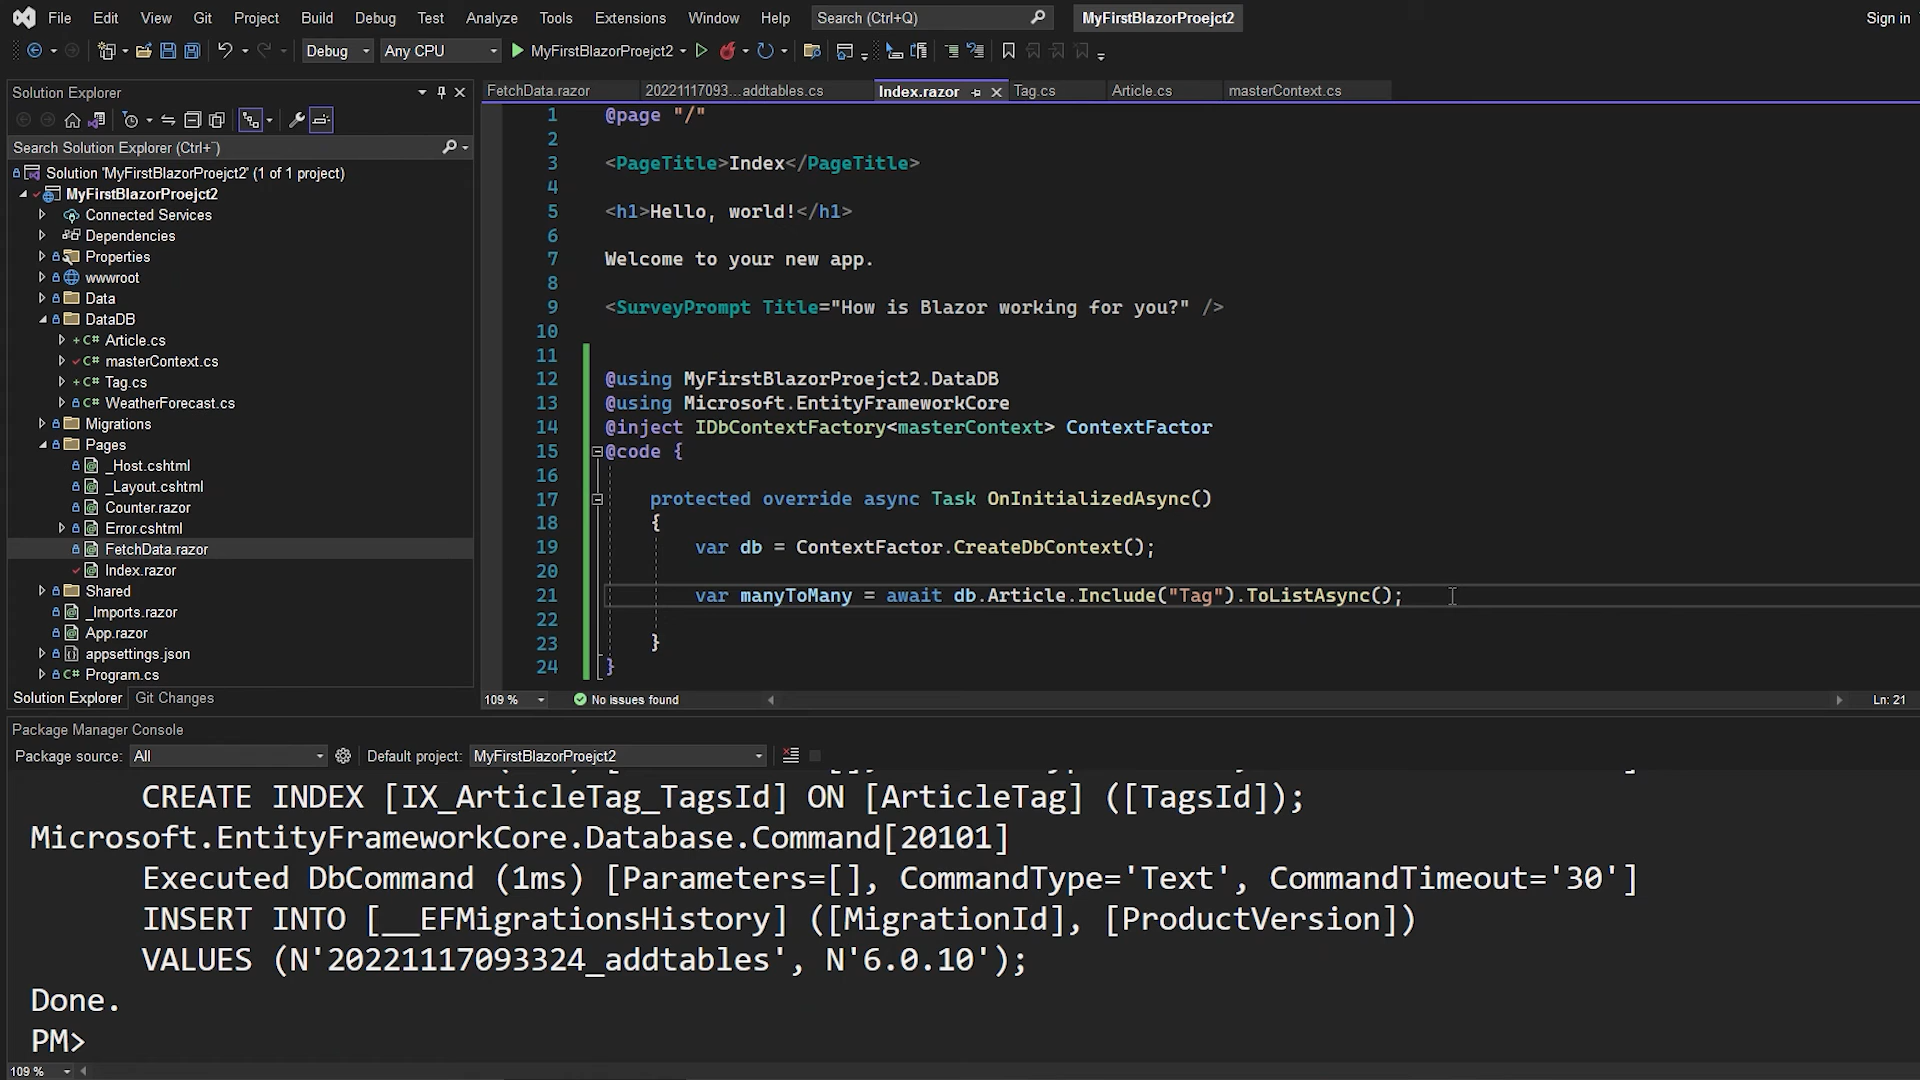 File Edit View Git Project Build Debug Test Analyze Tools Extensions Window Help Search (Ctrl+Q) MyFirstBlazorProejct2 Sign in
Debug Any CPU MyFirstBlazorProejct2
Solution Explorer
Search Solution Explorer (Ctrl+¨)
Solution 'MyFirstBlazorProejct2' (1 of 1 project)
MyFirstBlazorProejct2
Connected Services
Dependencies
Properties
wwwroot
Data
DataDB
Article.cs
masterContext.cs
Tag.cs
WeatherForecast.cs
Migrations
Pages
_Host.cshtml
_Layout.cshtml
Counter.razor
Error.cshtml
FetchData.razor
Index.razor
Shared
_Imports.razor
App.razor
appsettings.json
Program.cs
Solution Explorer Git Changes
FetchData.razor 20221117093...addtables.cs Index.razor Tag.cs Article.cs masterContext.cs
1 @page "/"
2
3 <PageTitle>Index</PageTitle>
4
5 <h1>Hello, world!</h1>
6
7 Welcome to your new app.
8
9 <SurveyPrompt Title="How is Blazor working for you?" />
10
11
12 @using MyFirstBlazorProejct2.DataDB
13 @using Microsoft.EntityFrameworkCore
14 @inject IDbContextFactory<masterContext> ContextFactor
15 @code {
16
17 protected override async Task OnInitializedAsync()
18 {
19 var db = ContextFactor.CreateDbContext();
20
21 var manyToMany = await db.Article.Include("Tag").ToListAsync();
22
23 }
24 }
109 % No issues found Ln: 21
Package Manager Console
Package source: All Default project: MyFirstBlazorProejct2
CREATE INDEX [IX_ArticleTag_TagsId] ON [ArticleTag] ([TagsId]);
Microsoft.EntityFrameworkCore.Database.Command[20101]
Executed DbCommand (1ms) [Parameters=[], CommandType='Text', CommandTimeout='30']
INSERT INTO [__EFMigrationsHistory] ([MigrationId], [ProductVersion])
VALUES (N'20221117093324_addtables', N'6.0.10');
Done.
PM>
109 %